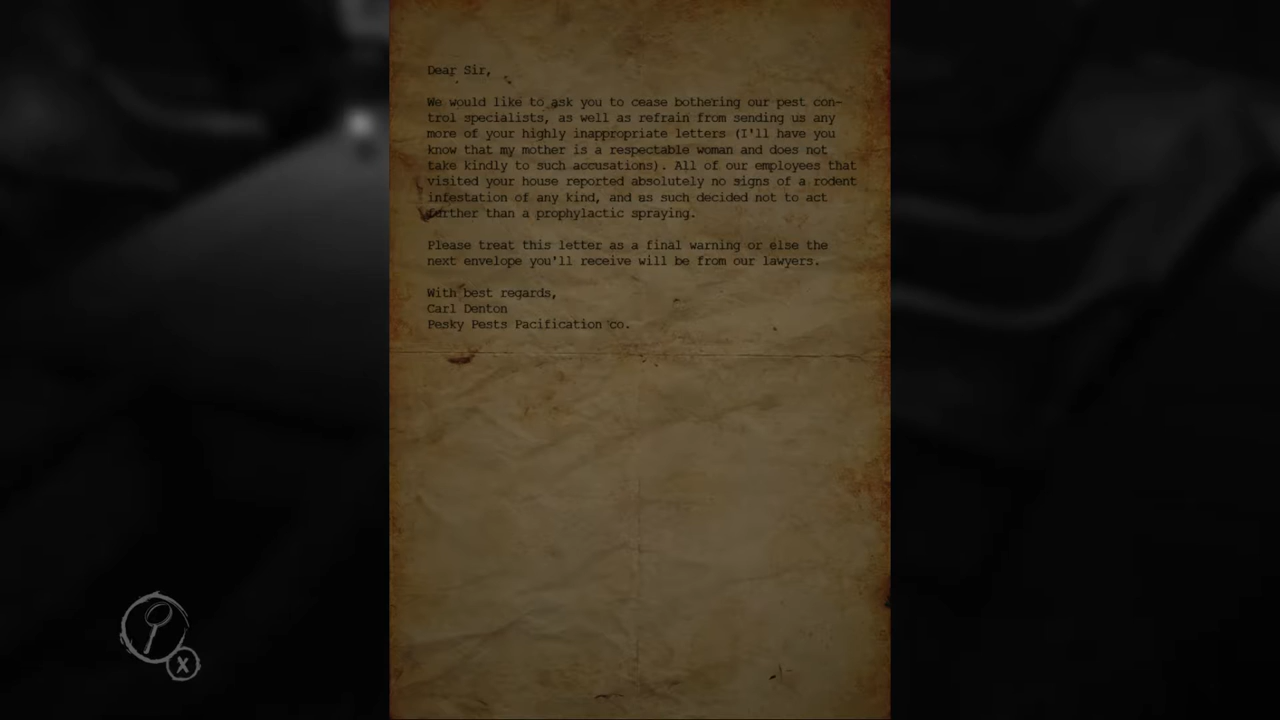 Dear Sir,
We would like to ask you to cease bothering our pest con-
trol specialists, as well as refrain from sending us any
more of your highly inappropriate letters (I'll have you
know that my mother is a respectable woman and does not
take kindly to such accusations). All of our employees that
visited your house reported absolutely no signs of a rodent
infestation of any kind, and as such decided not to act
further than a prophylactic spraying.
Please treat this letter as a final warning or else the
next envelope you'll receive will be from our lawyers.
With best regards,
Carl Denton
Pesky Pests Pacification co.
X